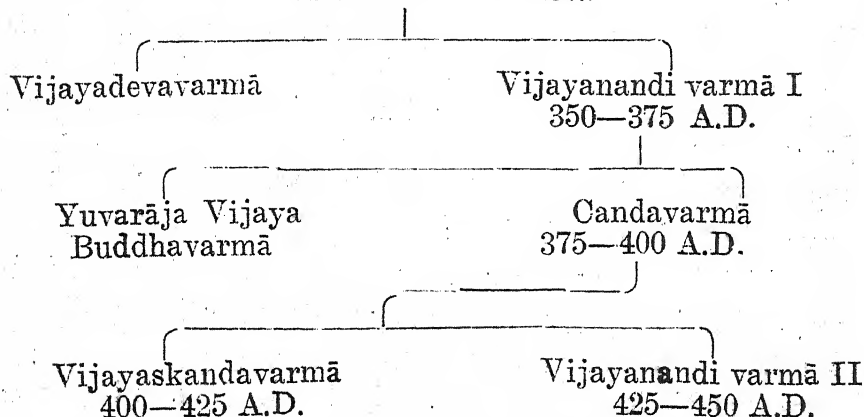 Vijayadevavarmā
Vijayanandi varmā I
350—375 A.D.
Yuvarāja Vijaya
Buddhavarmā
Candavarmā
375—400 A.D.
Vijayaskandavarmā
400—425 A.D.
Vijayanandi varmā II
425—450 A.D.